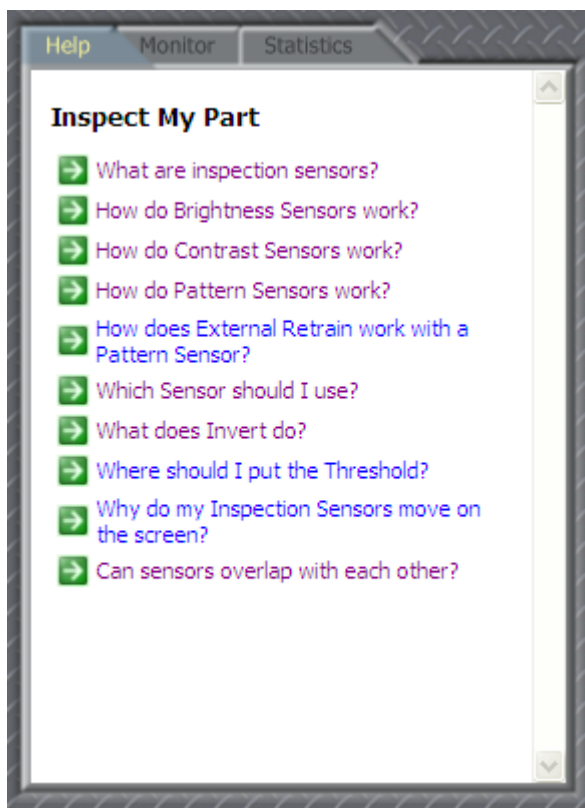 Help Monitor Statistics
Inspect My Part
What are inspection sensors?
How do Brightness Sensors work?
How do Contrast Sensors work?
How do Pattern Sensors work?
How does External Retrain work with a
Pattern Sensor?
Which Sensor should I use?
What does Invert do?
Where should I put the Threshold?
Why do my Inspection Sensors move on
the screen?
Can sensors overlap with each other?